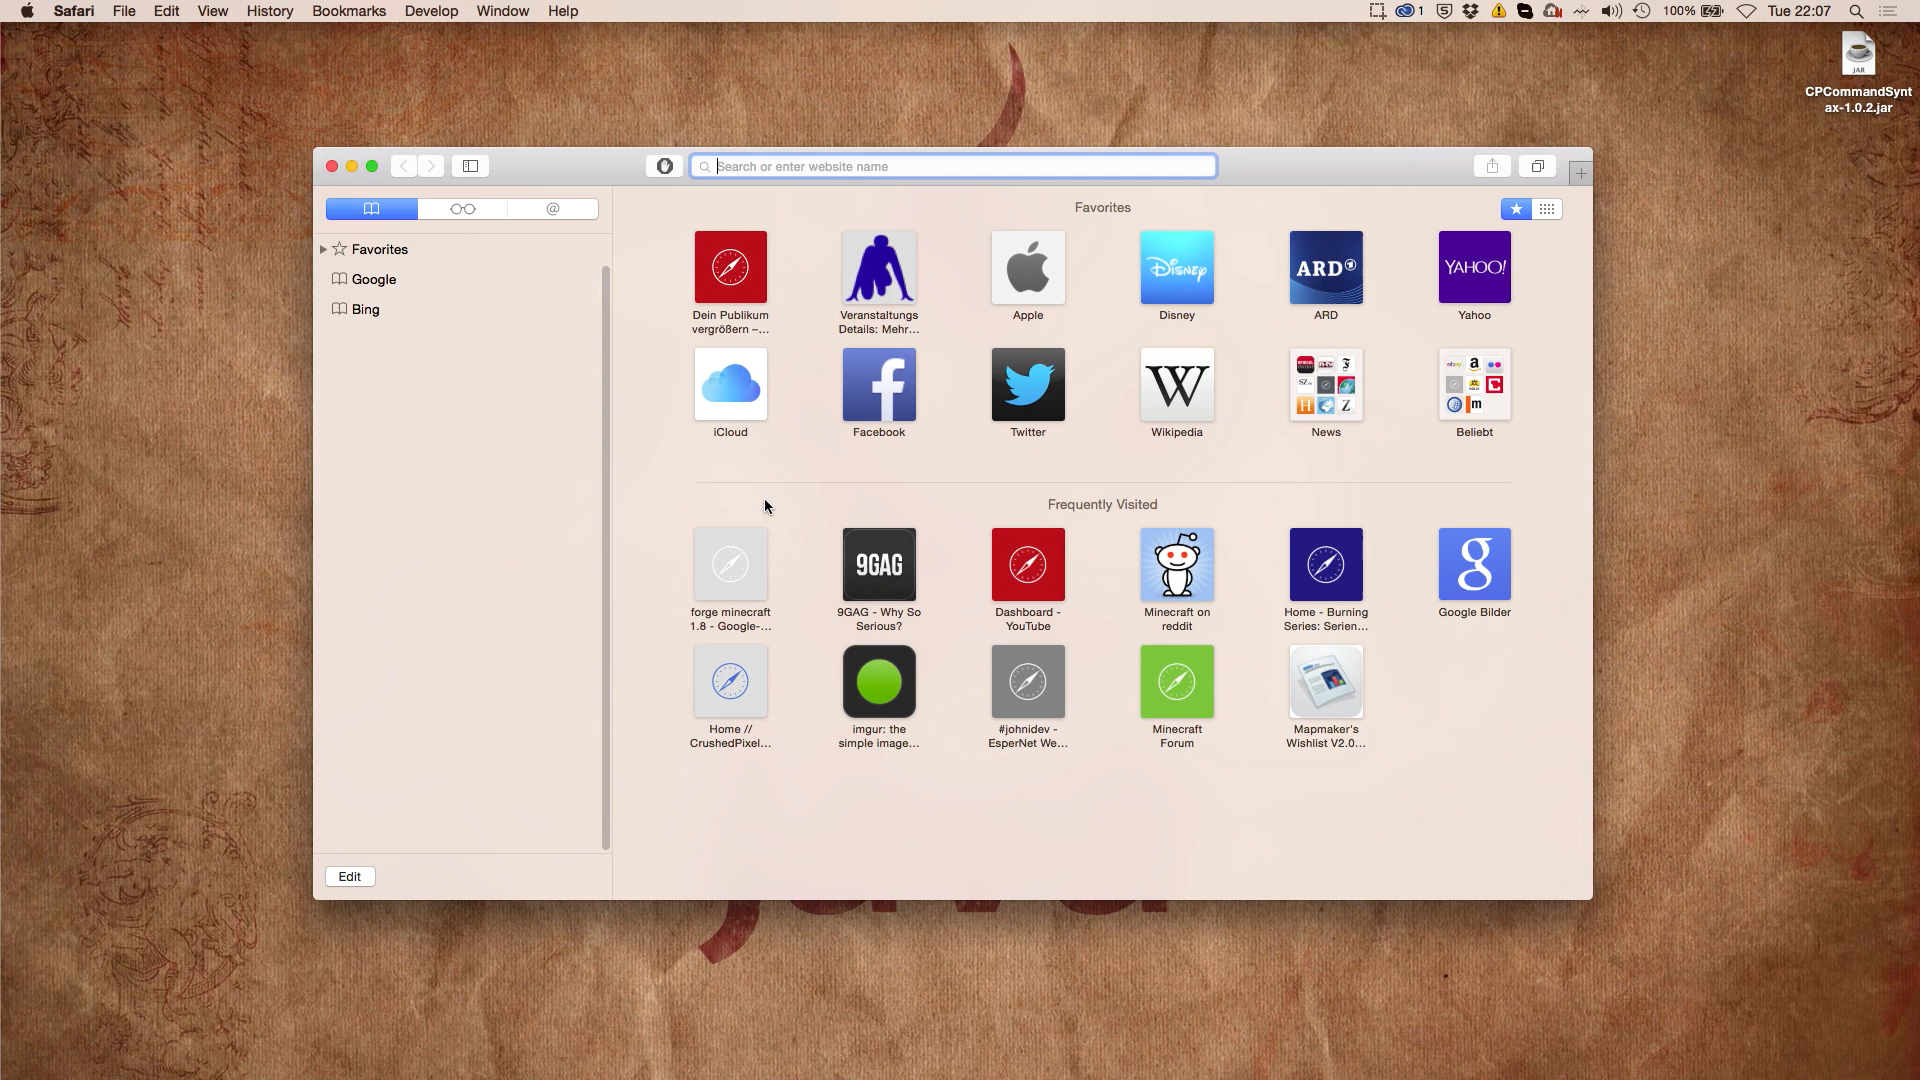 Safari File Edit View History Bookmarks Develop Window Help
1 100% Tue 22:07
JAR
CPCommandSynt
ax-1.0.2.jar
Search or enter website name
@
Favorites
Google
Bing
Edit
Favorites
Disney
ARD
YAHOO!
Dein Publikum
vergrößern –...
Veranstaltungs
Details: Mehr...
Apple
Disney
ARD
Yahoo
f
W
H
Z
ebay
a
m
iCloud
Facebook
Twitter
Wikipedia
News
Beliebt
Frequently Visited
9GAG
g
forge minecraft
1.8 - Google-...
9GAG - Why So
Serious?
Dashboard -
YouTube
Minecraft on
reddit
Home - Burning
Series: Serien...
Google Bilder
Home //
CrushedPixel...
imgur: the
simple image...
#johnidev -
EsperNet We...
Minecraft
Forum
Mapmaker's
Wishlist V2.0...